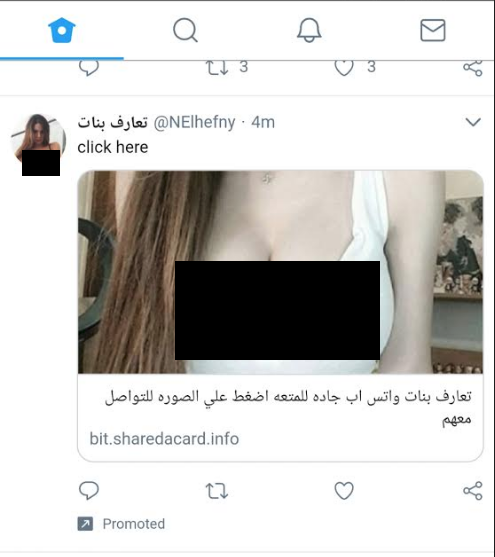 3 3
تعارف بنات @NElhefny · 4m
click here
تعارف بنات واتس اب جاده للمتعه اضغط علي الصوره للتواصل
معهم
bit.sharedacard.info
Promoted